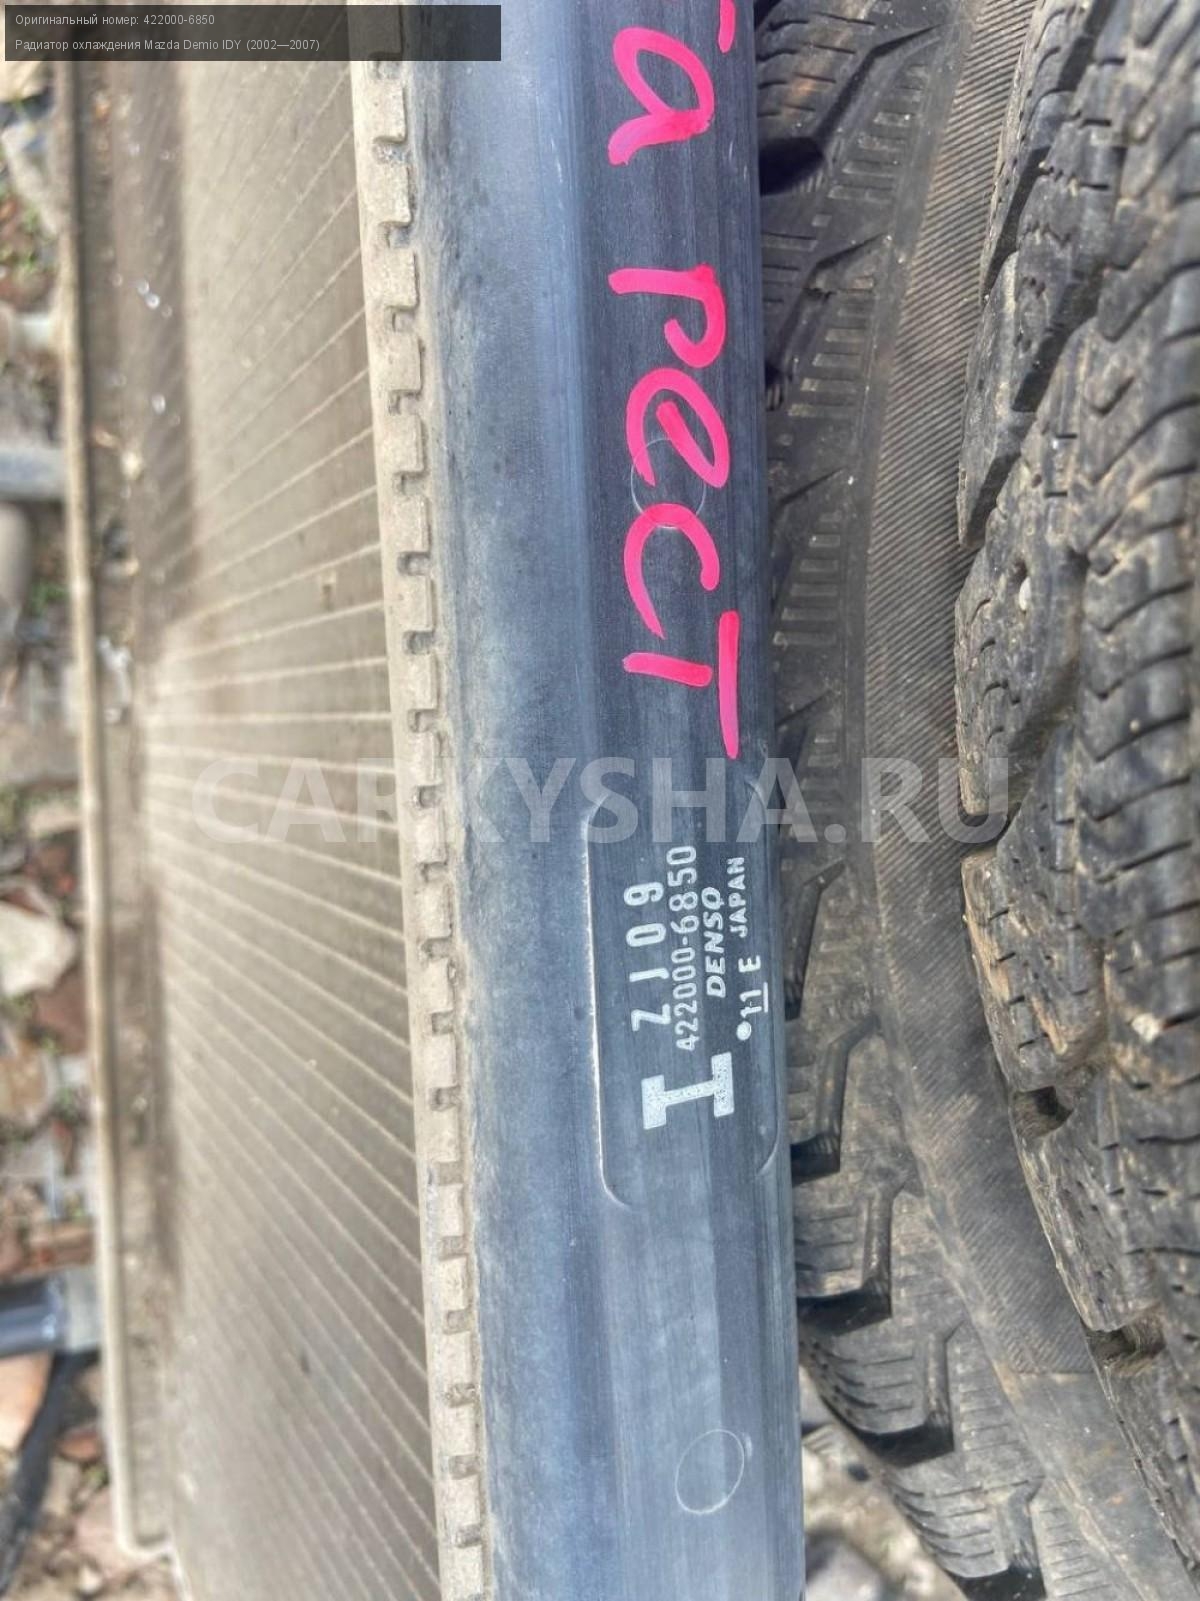 Оригинальный номер: 422000-6850
Радиатор охлаждения Mazda Demio IDY (2002—2007)
рест
CARKYSHA.RU
I ZJ09
422000-6850
DENSO
•11E JAPAN